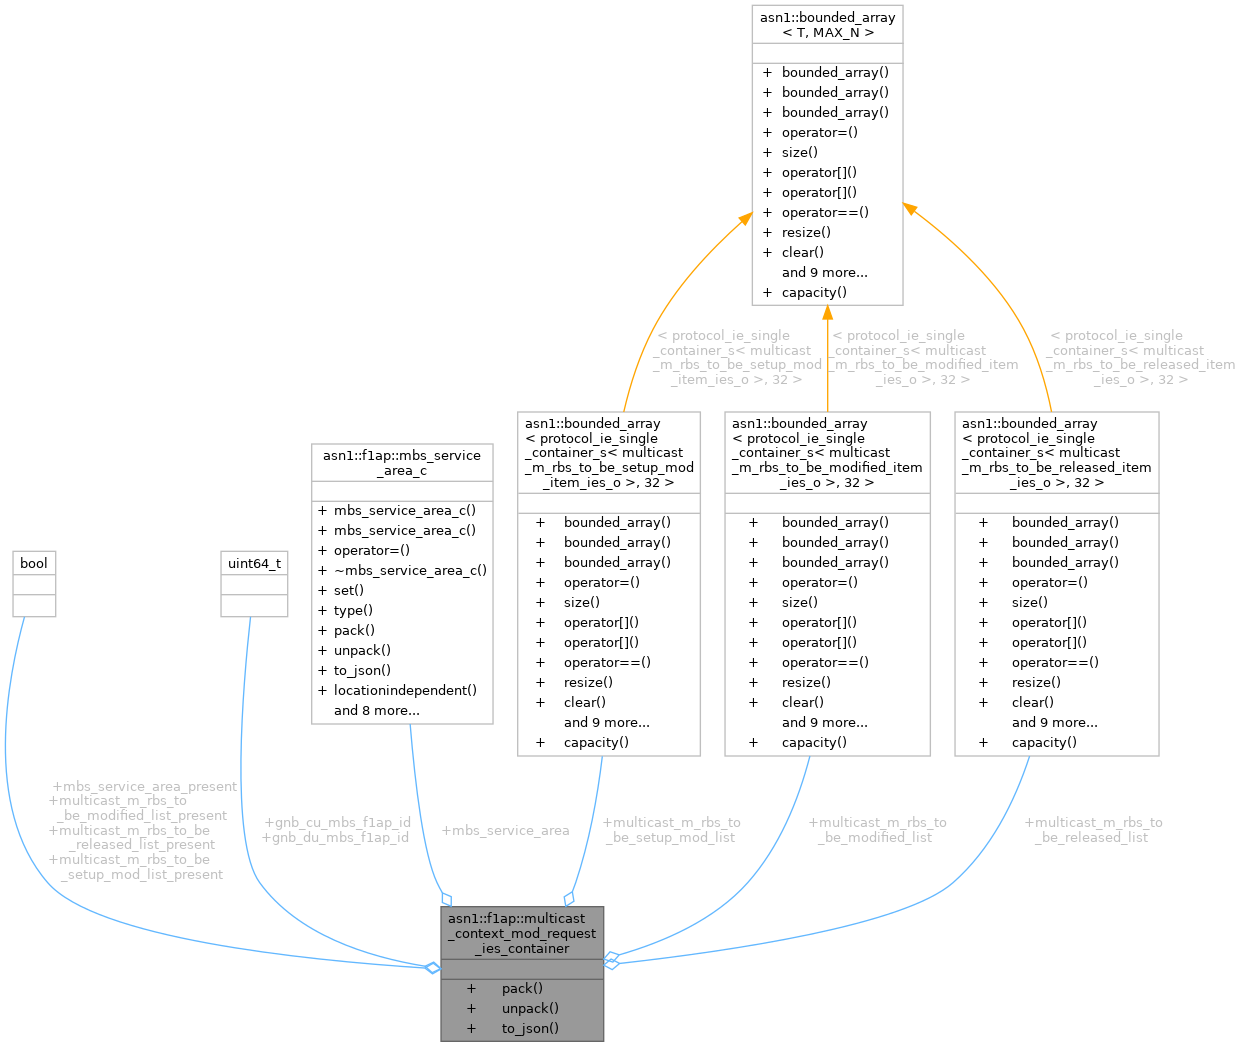 asn1::bounded_array
< T, MAX_N >
+ bounded_array()
+ bounded_array()
+ bounded_array()
+ operator=()
+ size()
+ operator[]()
+ operator[]()
+ operator==()
+ resize()
+ clear()
and 9 more...
+ capacity()
< protocol_ie_single
_container_s< multicast
_m_rbs_to_be_setup_mod
_item_ies_o >, 32 >
< protocol_ie_single
_container_s< multicast
_m_rbs_to_be_modified_item
_ies_o >, 32 >
< protocol_ie_single
_container_s< multicast
_m_rbs_to_be_released_item
_ies_o >, 32 >
bool
uint64_t
asn1::f1ap::mbs_service
_area_c
+ mbs_service_area_c()
+ mbs_service_area_c()
+ operator=()
+ ~mbs_service_area_c()
+ set()
+ type()
+ pack()
+ unpack()
+ to_json()
+ locationindependent()
and 8 more...
asn1::bounded_array
< protocol_ie_single
_container_s< multicast
_m_rbs_to_be_setup_mod
_item_ies_o >, 32 >
+ bounded_array()
+ bounded_array()
+ bounded_array()
+ operator=()
+ size()
+ operator[]()
+ operator[]()
+ operator==()
+ resize()
+ clear()
and 9 more...
+ capacity()
asn1::bounded_array
< protocol_ie_single
_container_s< multicast
_m_rbs_to_be_modified_item
_ies_o >, 32 >
+ bounded_array()
+ bounded_array()
+ bounded_array()
+ operator=()
+ size()
+ operator[]()
+ operator[]()
+ operator==()
+ resize()
+ clear()
and 9 more...
+ capacity()
asn1::bounded_array
< protocol_ie_single
_container_s< multicast
_m_rbs_to_be_released_item
_ies_o >, 32 >
+ bounded_array()
+ bounded_array()
+ bounded_array()
+ operator=()
+ size()
+ operator[]()
+ operator[]()
+ operator==()
+ resize()
+ clear()
and 9 more...
+ capacity()
+mbs_service_area_present
+multicast_m_rbs_to
_be_modified_list_present
+multicast_m_rbs_to_be
_released_list_present
+multicast_m_rbs_to_be
_setup_mod_list_present
+gnb_cu_mbs_f1ap_id
+gnb_du_mbs_f1ap_id
+mbs_service_area
+multicast_m_rbs_to
_be_setup_mod_list
+multicast_m_rbs_to
_be_modified_list
+multicast_m_rbs_to
_be_released_list
asn1::f1ap::multicast
_context_mod_request
_ies_container
+ pack()
+ unpack()
+ to_json()